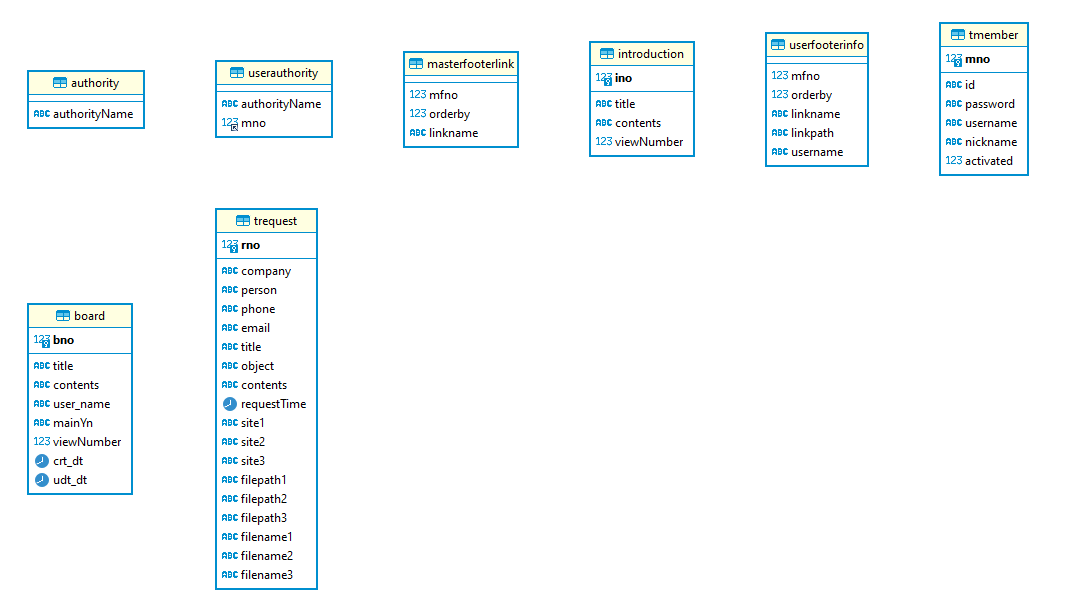 authority
ABC authorityName
userauthority
ABC authorityName
123 mno
masterfooterlink
123 mfno
123 orderby
ABC linkname
introduction
123 ino
ABC title
ABC contents
123 viewNumber
userfooterinfo
123 mfno
123 orderby
ABC linkname
ABC linkpath
ABC username
tmember
123 mno
ABC id
ABC password
ABC username
ABC nickname
123 activated
board
123 bno
ABC title
ABC contents
ABC user_name
ABC mainYn
123 viewNumber
crt_dt
udt_dt
trequest
123 rno
ABC company
ABC person
ABC phone
ABC email
ABC title
ABC object
ABC contents
requestTime
ABC site1
ABC site2
ABC site3
ABC filepath1
ABC filepath2
ABC filepath3
ABC filename1
ABC filename2
ABC filename3